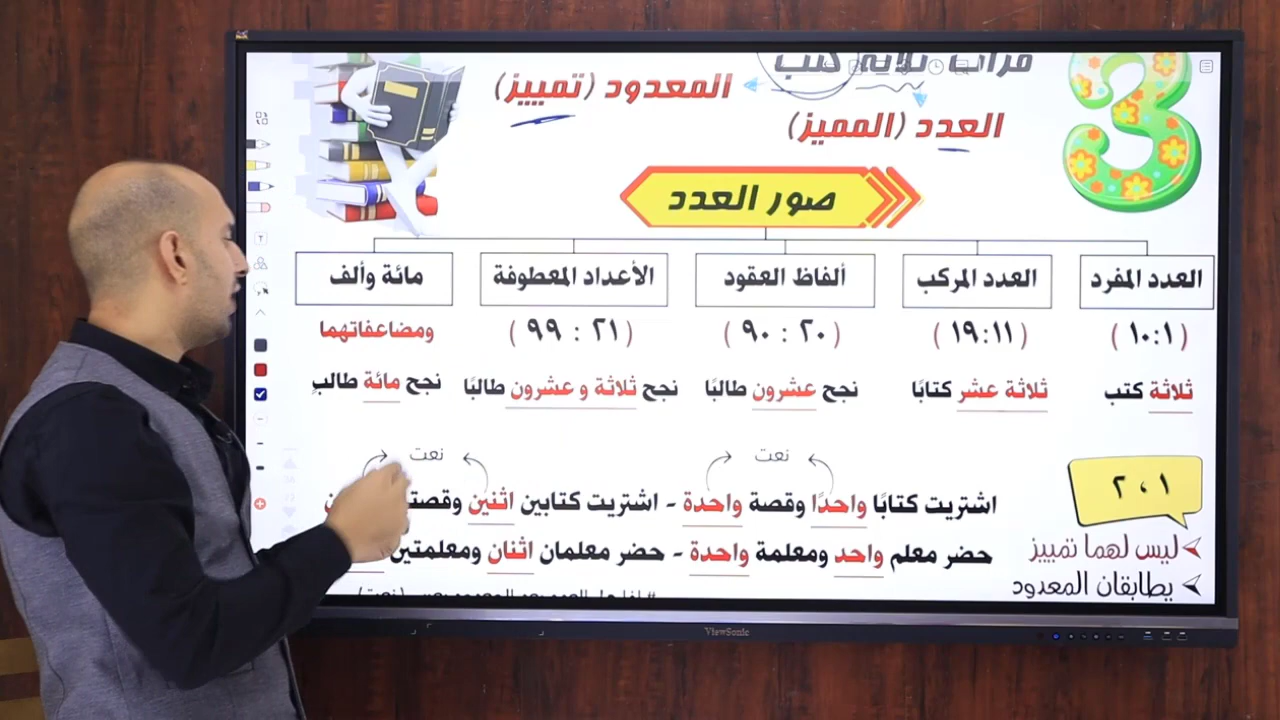 ثلاثة كتب
المعدود (تمييز)
العدد (المميز)
صور العدد
العدد المفرد
العدد المركب
ألفاظ العقود
الأعداد المعطوفة
مائة وألف
(١٠:١)
(١٩:١١)
(٩٠ : ٢٠)
(٩٩ : ٢١)
ومضاعفاتهما
ثلاثة كتب
ثلاثة عشر كتابًا
نجح عشرون طالبًا
نجح ثلاثة و عشرون طالبًا
نجح مائة طالبٍ
نعت
نعت
٢،١
اشتريت كتابًا واحدًا وقصة واحدة - اشتريت كتابين اثنين
حضر معلم واحد ومعلمة واحدة - حضر معلمان اثنان ومعلمتين
ليس لهما تمييز
يطابقان المعدود
ViewSonic